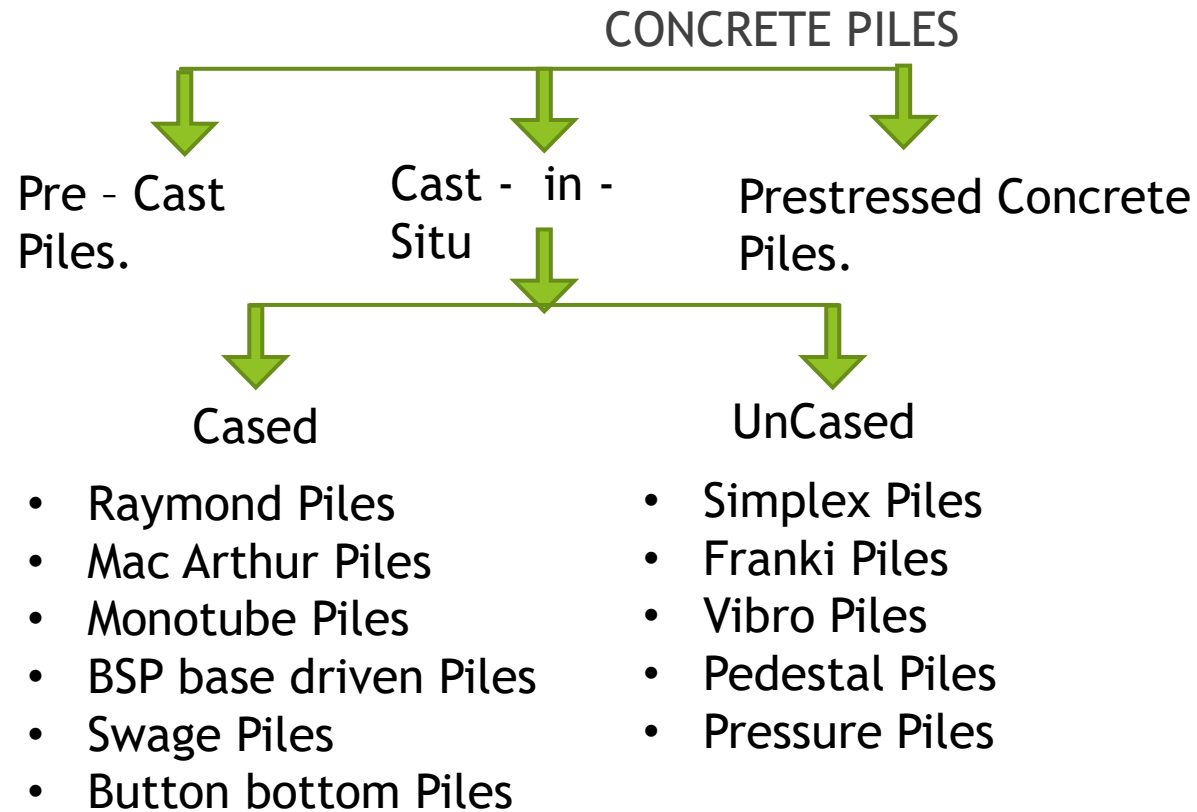 CONCRETE PILES
Pre – Cast
Piles.
Cast -  in -
Situ
Prestressed Concrete
Piles.
Cased
• Raymond Piles
• Mac Arthur Piles
• Monotube Piles
• BSP base driven Piles
• Swage Piles
• Button bottom Piles
UnCased
• Simplex Piles
• Franki Piles
• Vibro Piles
• Pedestal Piles
• Pressure Piles